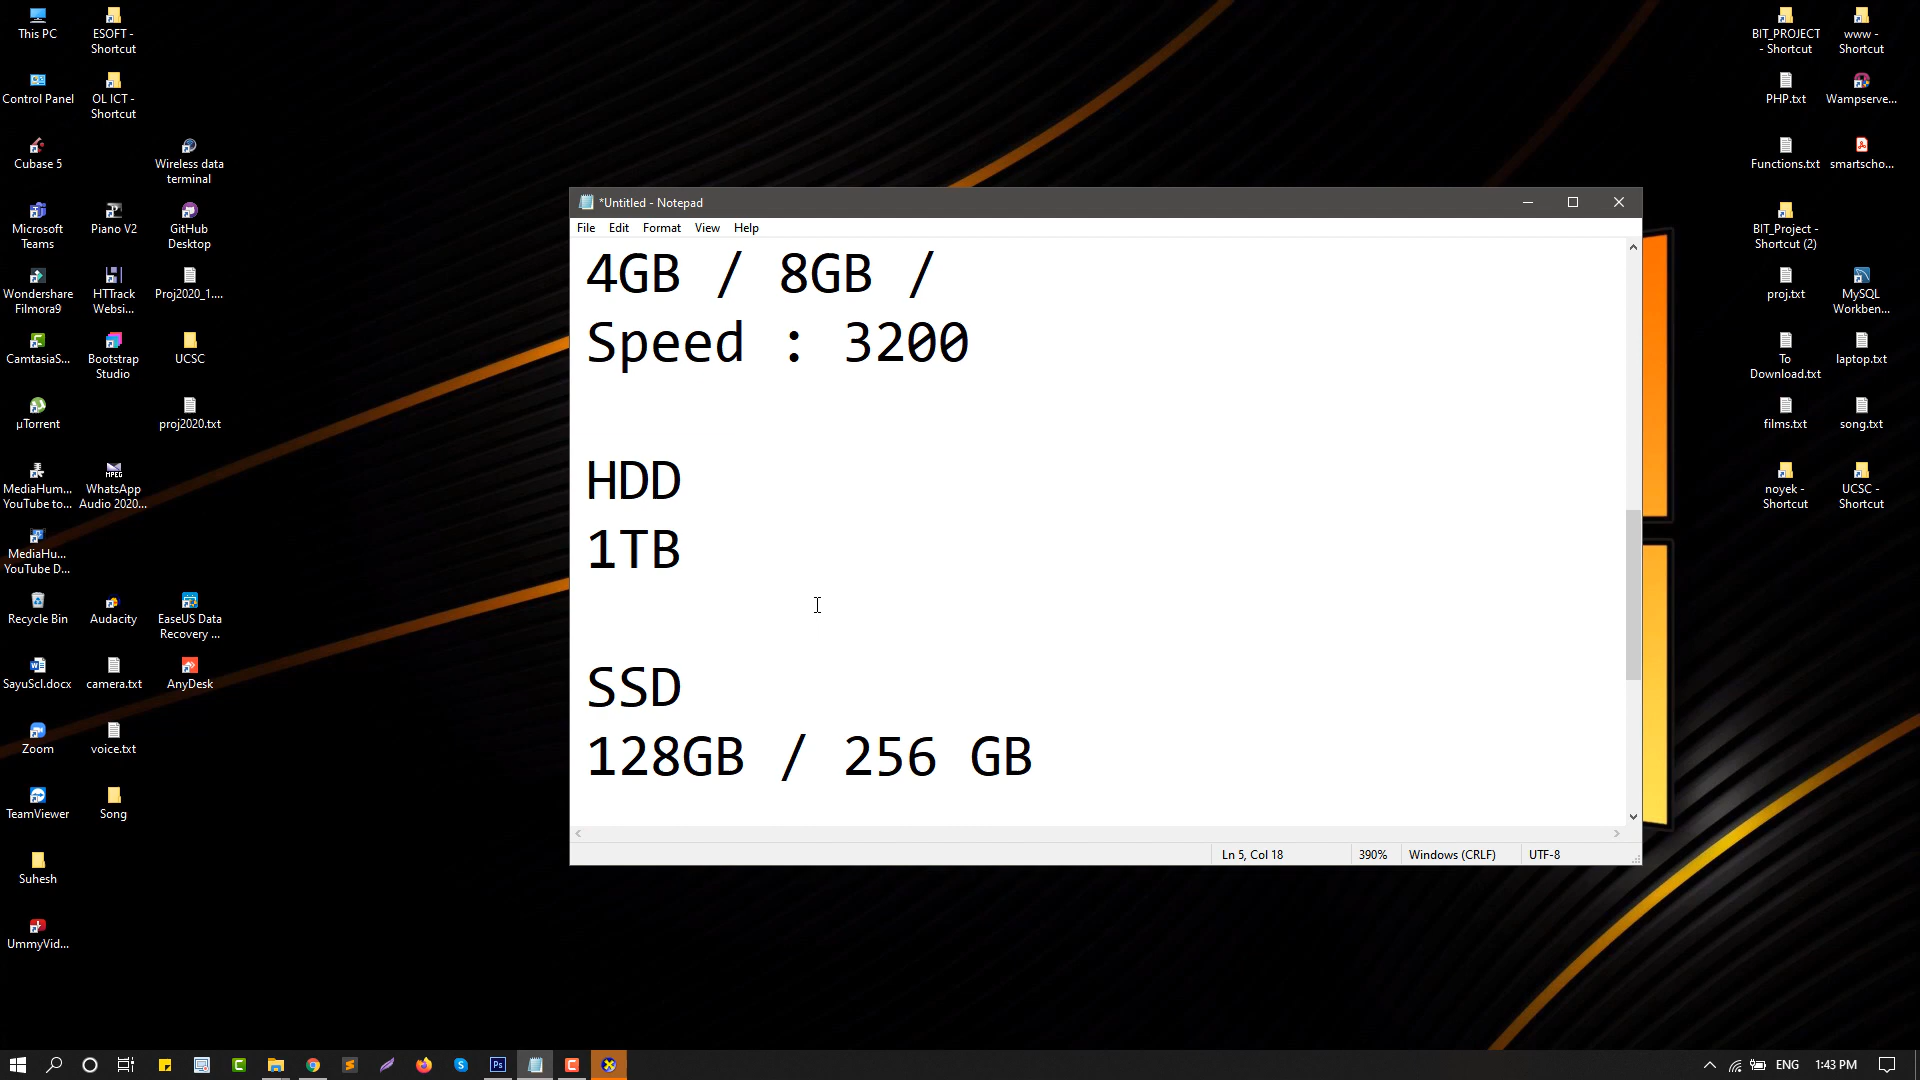 This PC
ESOFT -
Shortcut
Control Panel
OL ICT -
Shortcut
Cubase 5
Wireless data
terminal
Microsoft
Teams
Piano V2
GitHub
Desktop
Wondershare
Filmora9
HTTrack
Websi...
Proj2020_1....
CamtasiaS...
Bootstrap
Studio
UCSC
µTorrent
proj2020.txt
MediaHum...
YouTube to...
WhatsApp
Audio 2020...
MediaHu...
YouTube D...
Recycle Bin
Audacity
EaseUS Data
Recovery ...
SayuScl.docx
camera.txt
AnyDesk
Zoom
voice.txt
TeamViewer
Song
Suhesh
UmmyVid...
*Untitled - Notepad
File Edit Format View Help
4GB / 8GB /
Speed : 3200
HDD
1TB
SSD
128GB / 256 GB
Ln 5, Col 18 390% Windows (CRLF) UTF-8
BIT_PROJECT
- Shortcut
www -
Shortcut
PHP.txt
Wampserve...
Functions.txt
smartscho...
BIT_Project -
Shortcut (2)
proj.txt
MySQL
Workben...
To
Download.txt
laptop.txt
films.txt
song.txt
noyek -
Shortcut
UCSC -
Shortcut
Ps
ENG 1:43 PM